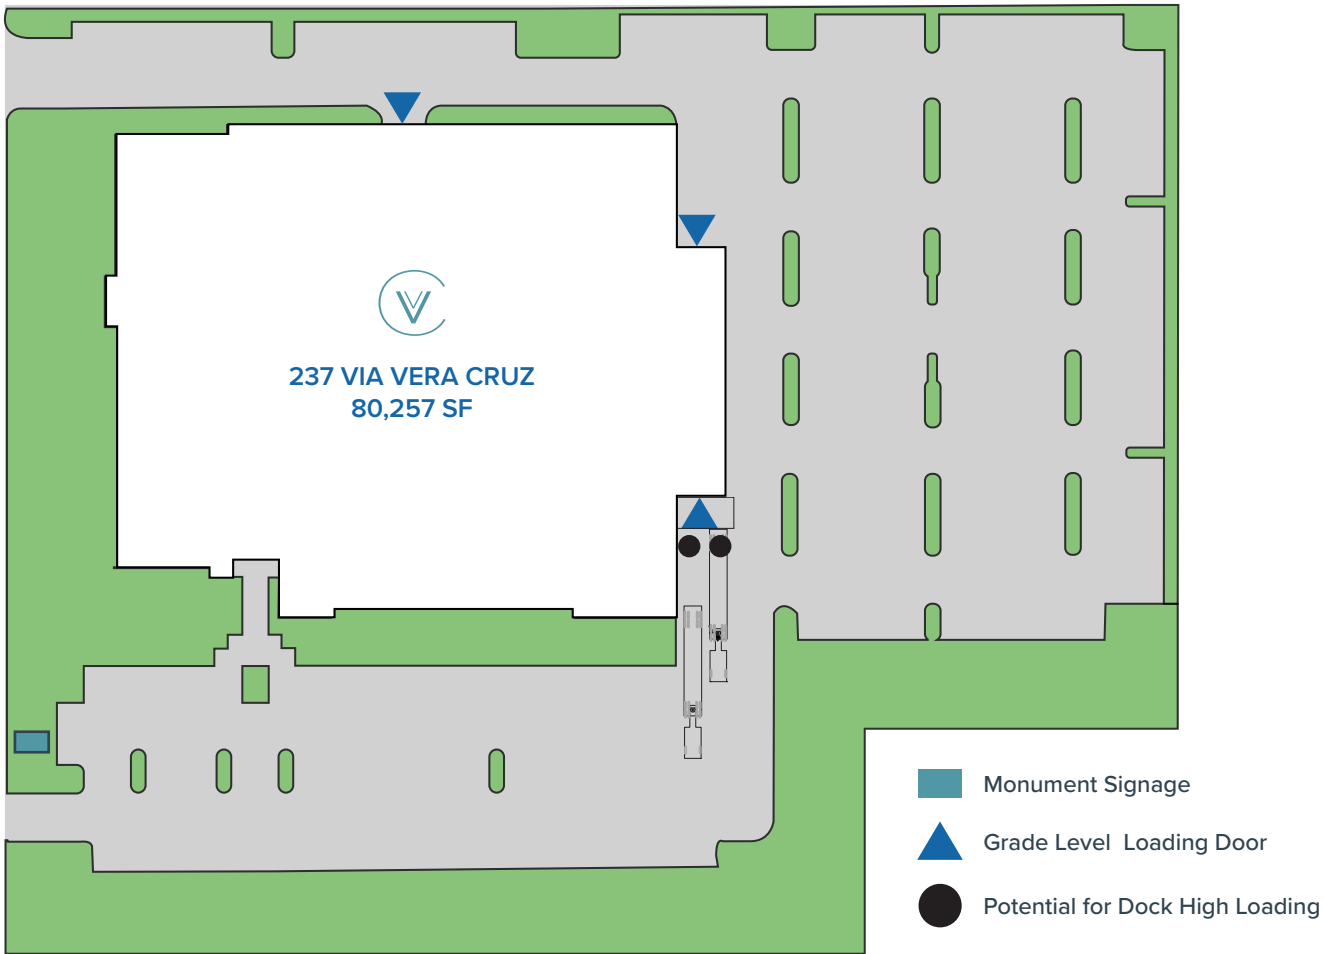 237 VIA VERA CRUZ
80,257 SF
Monument Signage
Grade Level Loading Door
Potential for Dock High Loading